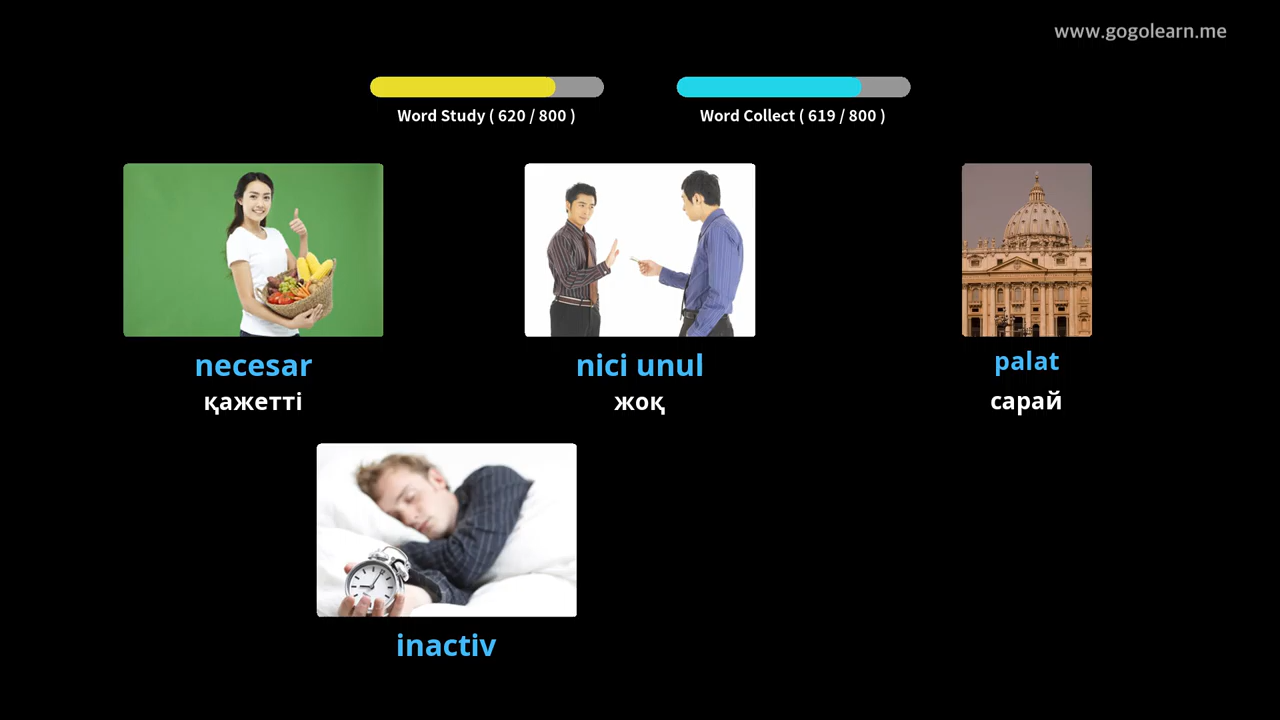 www.gogolearn.me
Word Study ( 620 / 800 )
Word Collect ( 619 / 800 )
necesar
қажетті
nici unul
жоқ
palat
сарай
inactiv